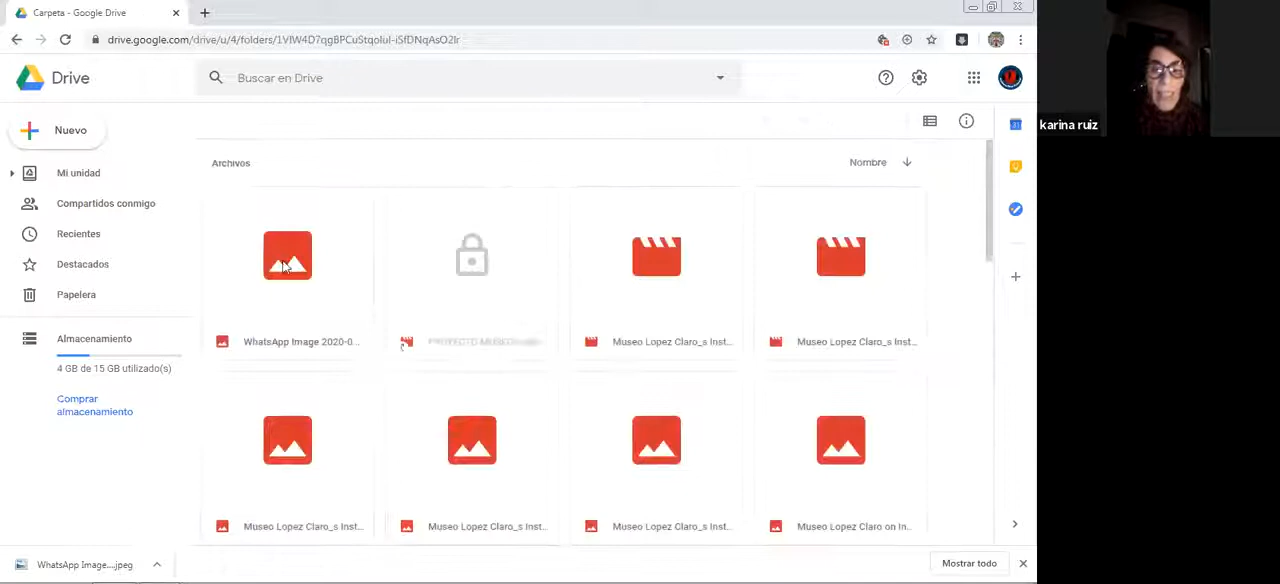 Carpeta - Google Drive
drive.google.com/drive/u/4/folders/
Drive
Buscar en Drive
Nuevo
Archivos
Nombre
Mi unidad
Compartidos conmigo
Recientes
Destacados
Papelera
Almacenamiento
4 GB de 15 GB utilizado(s)
Comprar
almacenamiento
WhatsApp Image 2020-0...
Museo Lopez Claro_s Inst...
Museo Lopez Claro_s Inst...
Museo Lopez Claro_s Inst...
Museo Lopez Claro_s Inst...
Museo Lopez Claro_s Inst...
Museo Lopez Claro on In...
WhatsApp Image....jpeg
Mostrar todo
karina ruiz